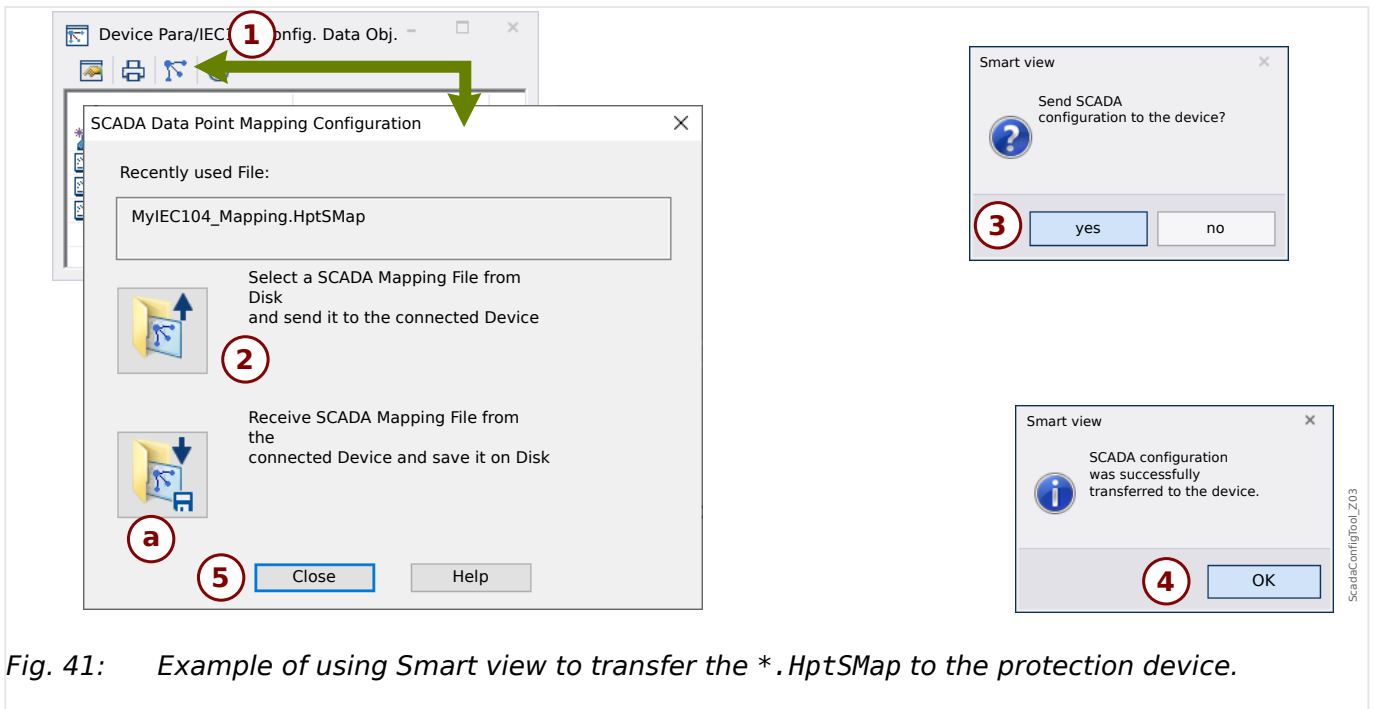 Device Para/IEC1 onfig. Data Obj.
1
SCADA Data Point Mapping Configuration
Recently used File:
MyIEC104_Mapping.HptSMap
Select a SCADA Mapping File from
Disk
and send it to the connected Device
2
Receive SCADA Mapping File from
the
connected Device and save it on Disk
a
5
Close
Help
Smart view
Send SCADA
configuration to the device?
3
yes
no
Smart view
SCADA configuration
was successfully
transferred to the device.
4
OK
ScadaConfigTool_Z03
Fig. 41: Example of using Smart view to transfer the *.HptSMap to the protection device.